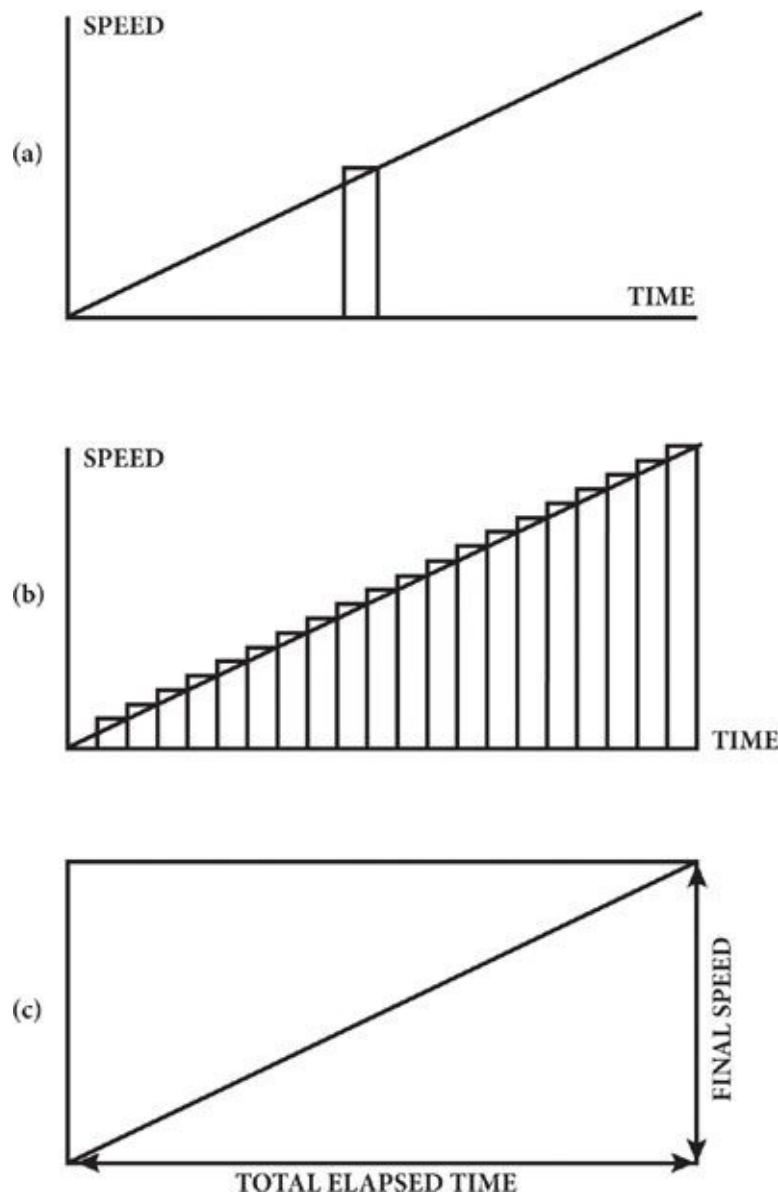 SPEED
(a)
TIME
SPEED
(b)
TIME
(c)
FINAL SPEED
TOTAL ELAPSED TIME